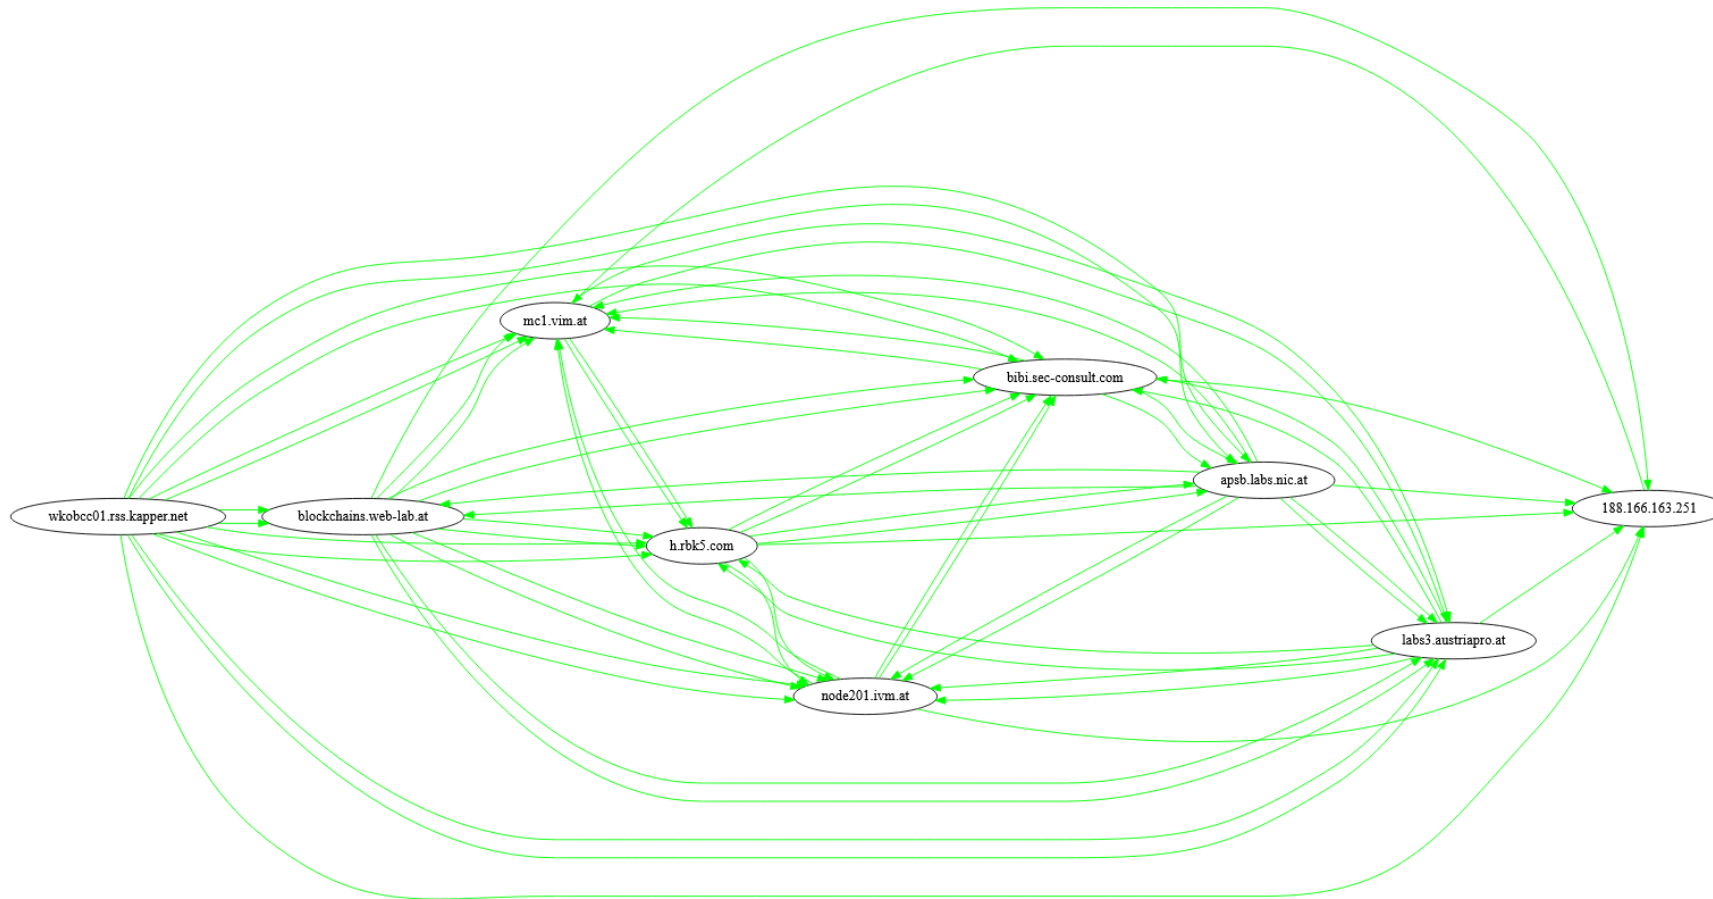 mc1.vim.at
bibi.sec-consult.com
apsb.labs.nic.at
188.166.163.251
wkobcc01.rss.kapper.net
blockchains.web-lab.at
h.rbk5.com
labs3.austriapro.at
node201.ivm.at